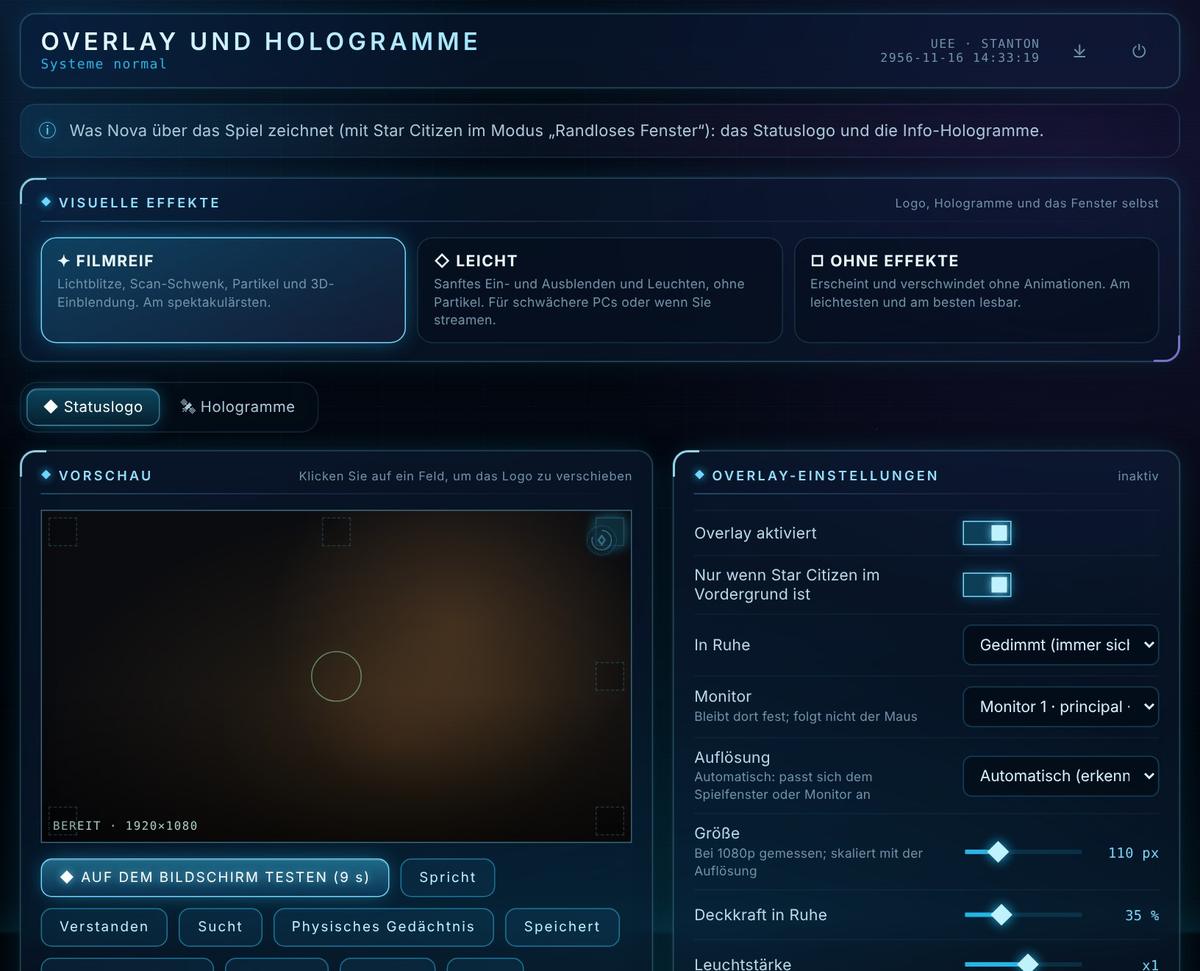 OVERLAY UND HOLOGRAMME
Systeme normal
UEE · STANTON
2956-11-16 14:33:19
Was Nova über das Spiel zeichnet (mit Star Citizen im Modus „Randloses Fenster“): das Statuslogo und die Info-Hologramme.
VISUELLE EFFEKTE
Logo, Hologramme und das Fenster selbst
FILMREIF
Lichtblitze, Scan-Schwenk, Partikel und 3D-
Einblendung. Am spektakulärsten.
LEICHT
Sanftes Ein- und Ausblenden und Leuchten, ohne
Partikel. Für schwächere PCs oder wenn Sie
streamen.
OHNE EFFEKTE
Erscheint und verschwindet ohne Animationen. Am
leichtesten und am besten lesbar.
Statuslogo
Hologramme
VORSCHAU
Klicken Sie auf ein Feld, um das Logo zu verschieben
BEREIT · 1920×1080
AUF DEM BILDSCHIRM TESTEN (9 s)
Spricht
Verstanden
Sucht
Physisches Gedächtnis
Speichert
OVERLAY-EINSTELLUNGEN
inaktiv
Overlay aktiviert
Nur wenn Star Citizen im
Vordergrund ist
In Ruhe
Gedimmt (immer sicl
Monitor
Bleibt dort fest; folgt nicht der Maus
Monitor 1 · principal ·
Auflösung
Automatisch: passt sich dem
Spielfenster oder Monitor an
Automatisch (erkenn
Größe
Bei 1080p gemessen; skaliert mit der
Auflösung
110 px
Deckkraft in Ruhe
35 %
Leuchtstärke
x1